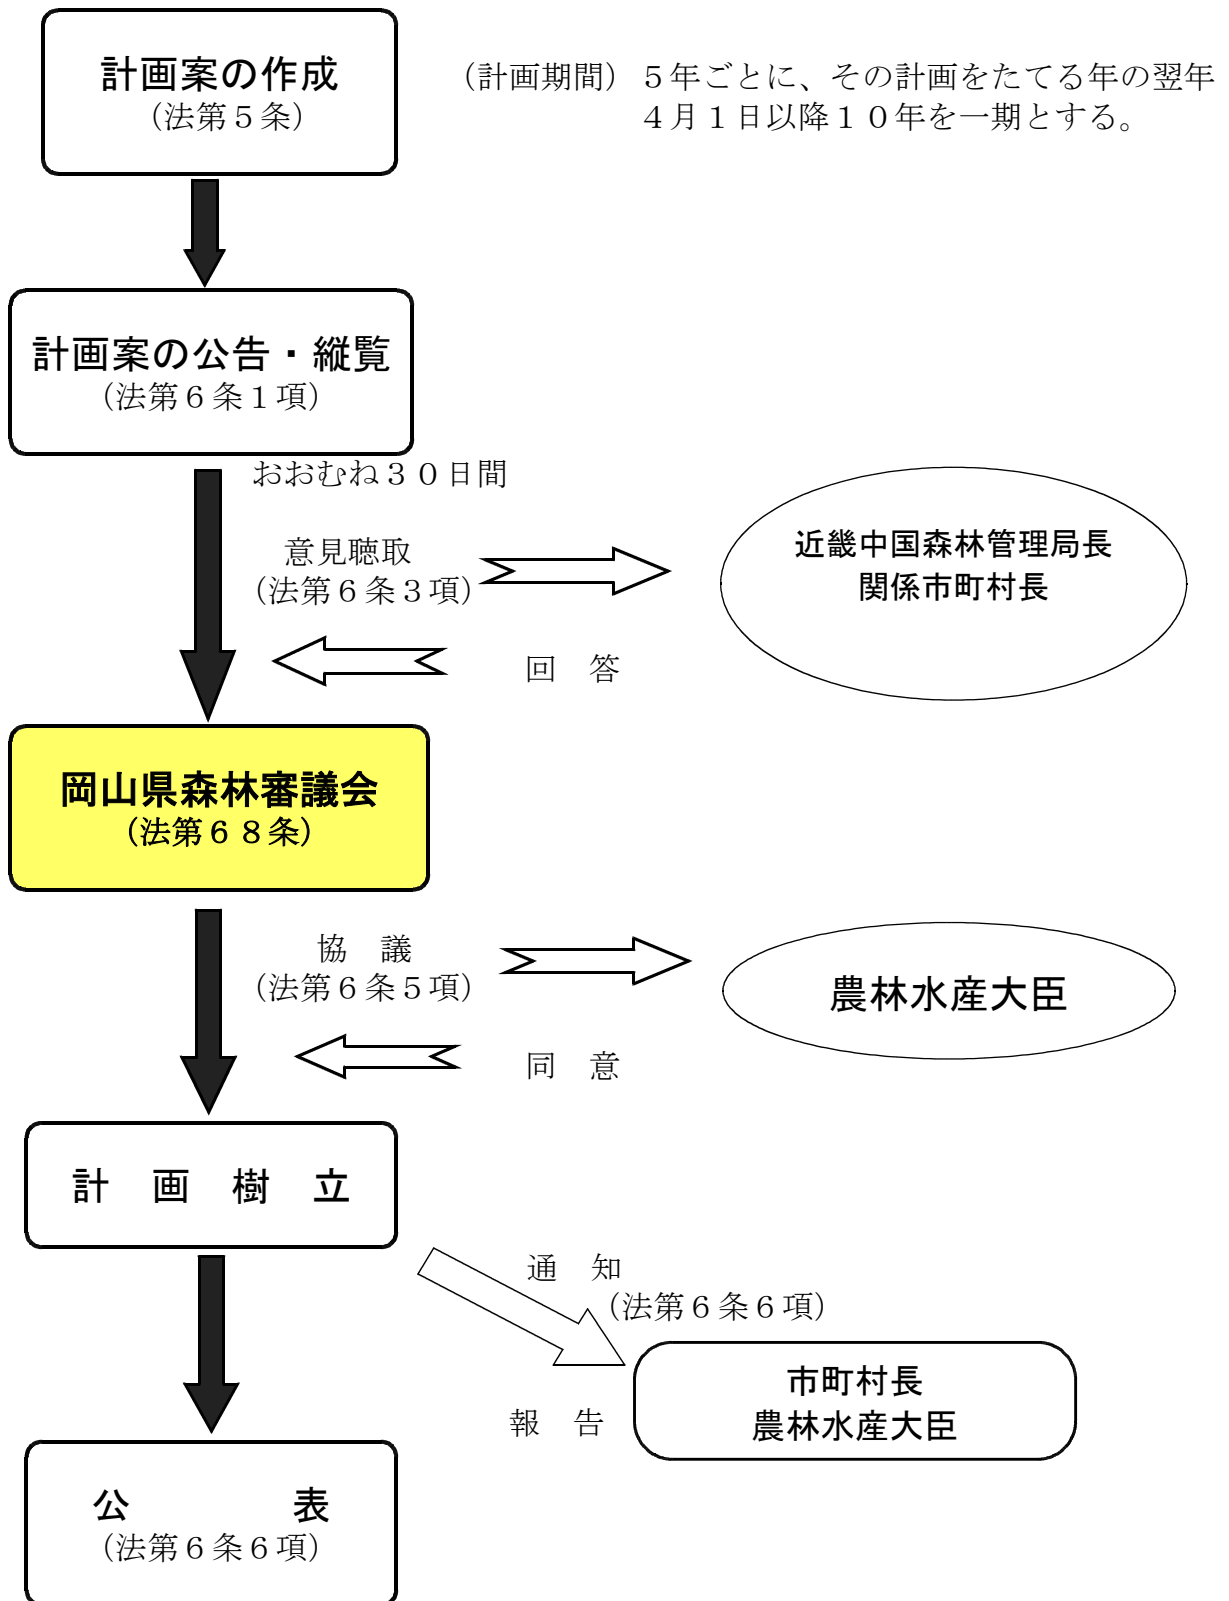 計画案の作成
（法第５条）
（計画期間）５年ごとに、その計画をたてる年の翌年
４月１日以降１０年を一期とする。
計画案の公告・縦覧
（法第６条１項）
おおむね３０日間
意見聴取
（法第６条３項）
近畿中国森林管理局長
関係市町村長
回　答
岡山県森林審議会
（法第６８条）
協　議
（法第６条５項）
農林水産大臣
同　意
計　画　樹　立
通　知
（法第６条６項）
市町村長
報　告
農林水産大臣
公　　　　表
（法第６条６項）